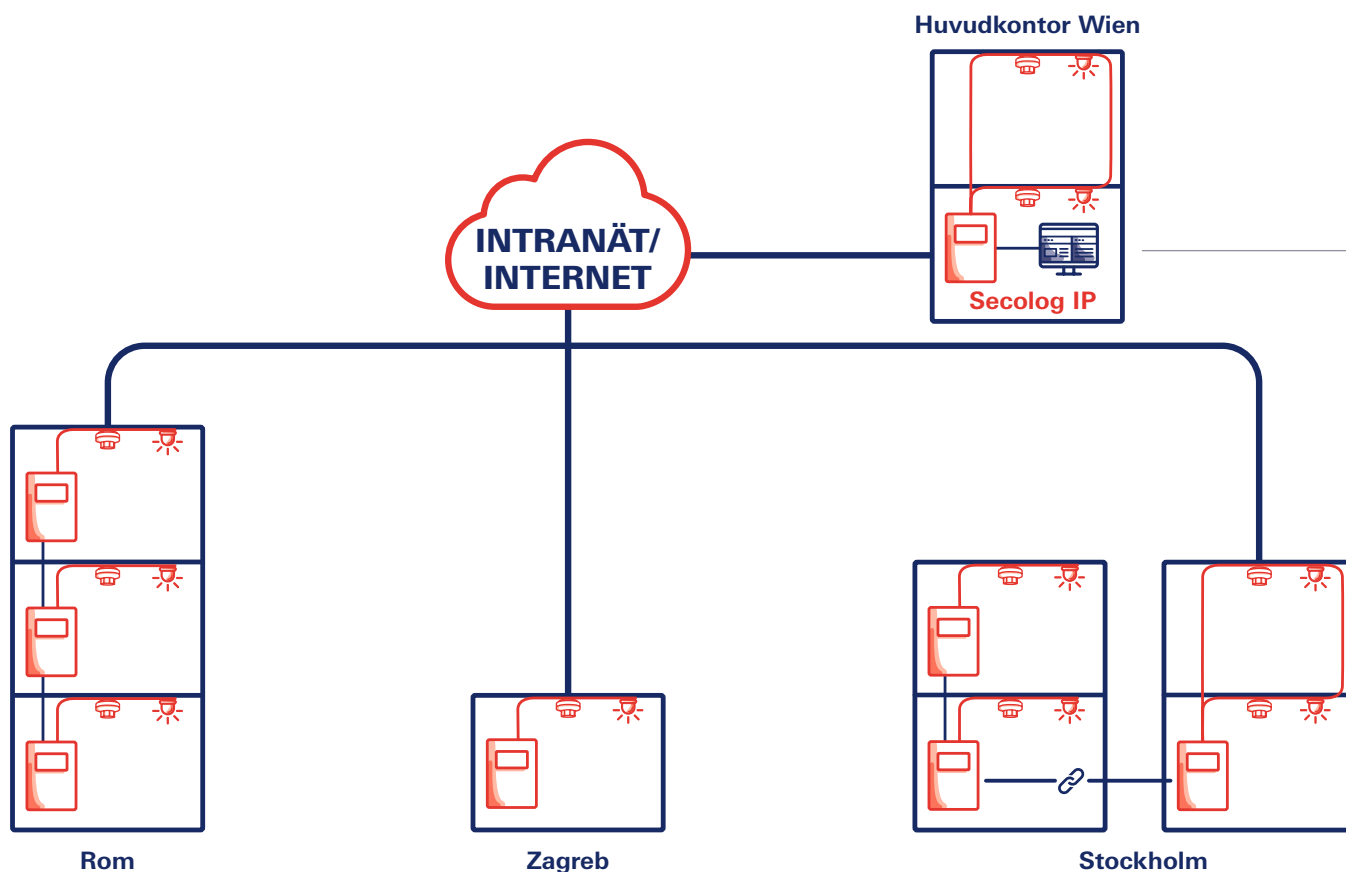 Huvudkontor Wien
INTRANÄT/
INTERNET
Secolog IP
Rom
Zagreb
Stockholm